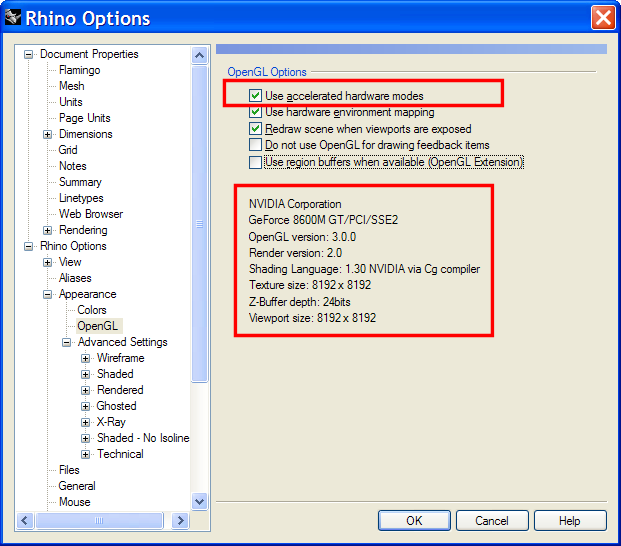 Rhino Options
Document Properties
Flamingo
Mesh
Units
Page Units
Dimensions
Grid
Notes
Summary
Linetypes
Web Browser
Rendering
Rhino Options
View
Aliases
Appearance
Colors
OpenGL
Advanced Settings
Wireframe
Shaded
Rendered
Ghosted
X-Ray
Shaded - No Isoline
Technical
Files
General
Mouse
OpenGL Options
Use accelerated hardware modes
Use hardware environment mapping
Redraw scene when viewports are exposed
Do not use OpenGL for drawing feedback items
Use region buffers when available (OpenGL Extension)
NVIDIA Corporation
GeForce 8600M GT/PCI/SSE2
OpenGL version: 3.0.0
Render version: 2.0
Shading Language: 1.30 NVIDIA via Cg compiler
Texture size: 8192 x 8192
Z-Buffer depth: 24bits
Viewport size: 8192 x 8192
OK
Cancel
Help